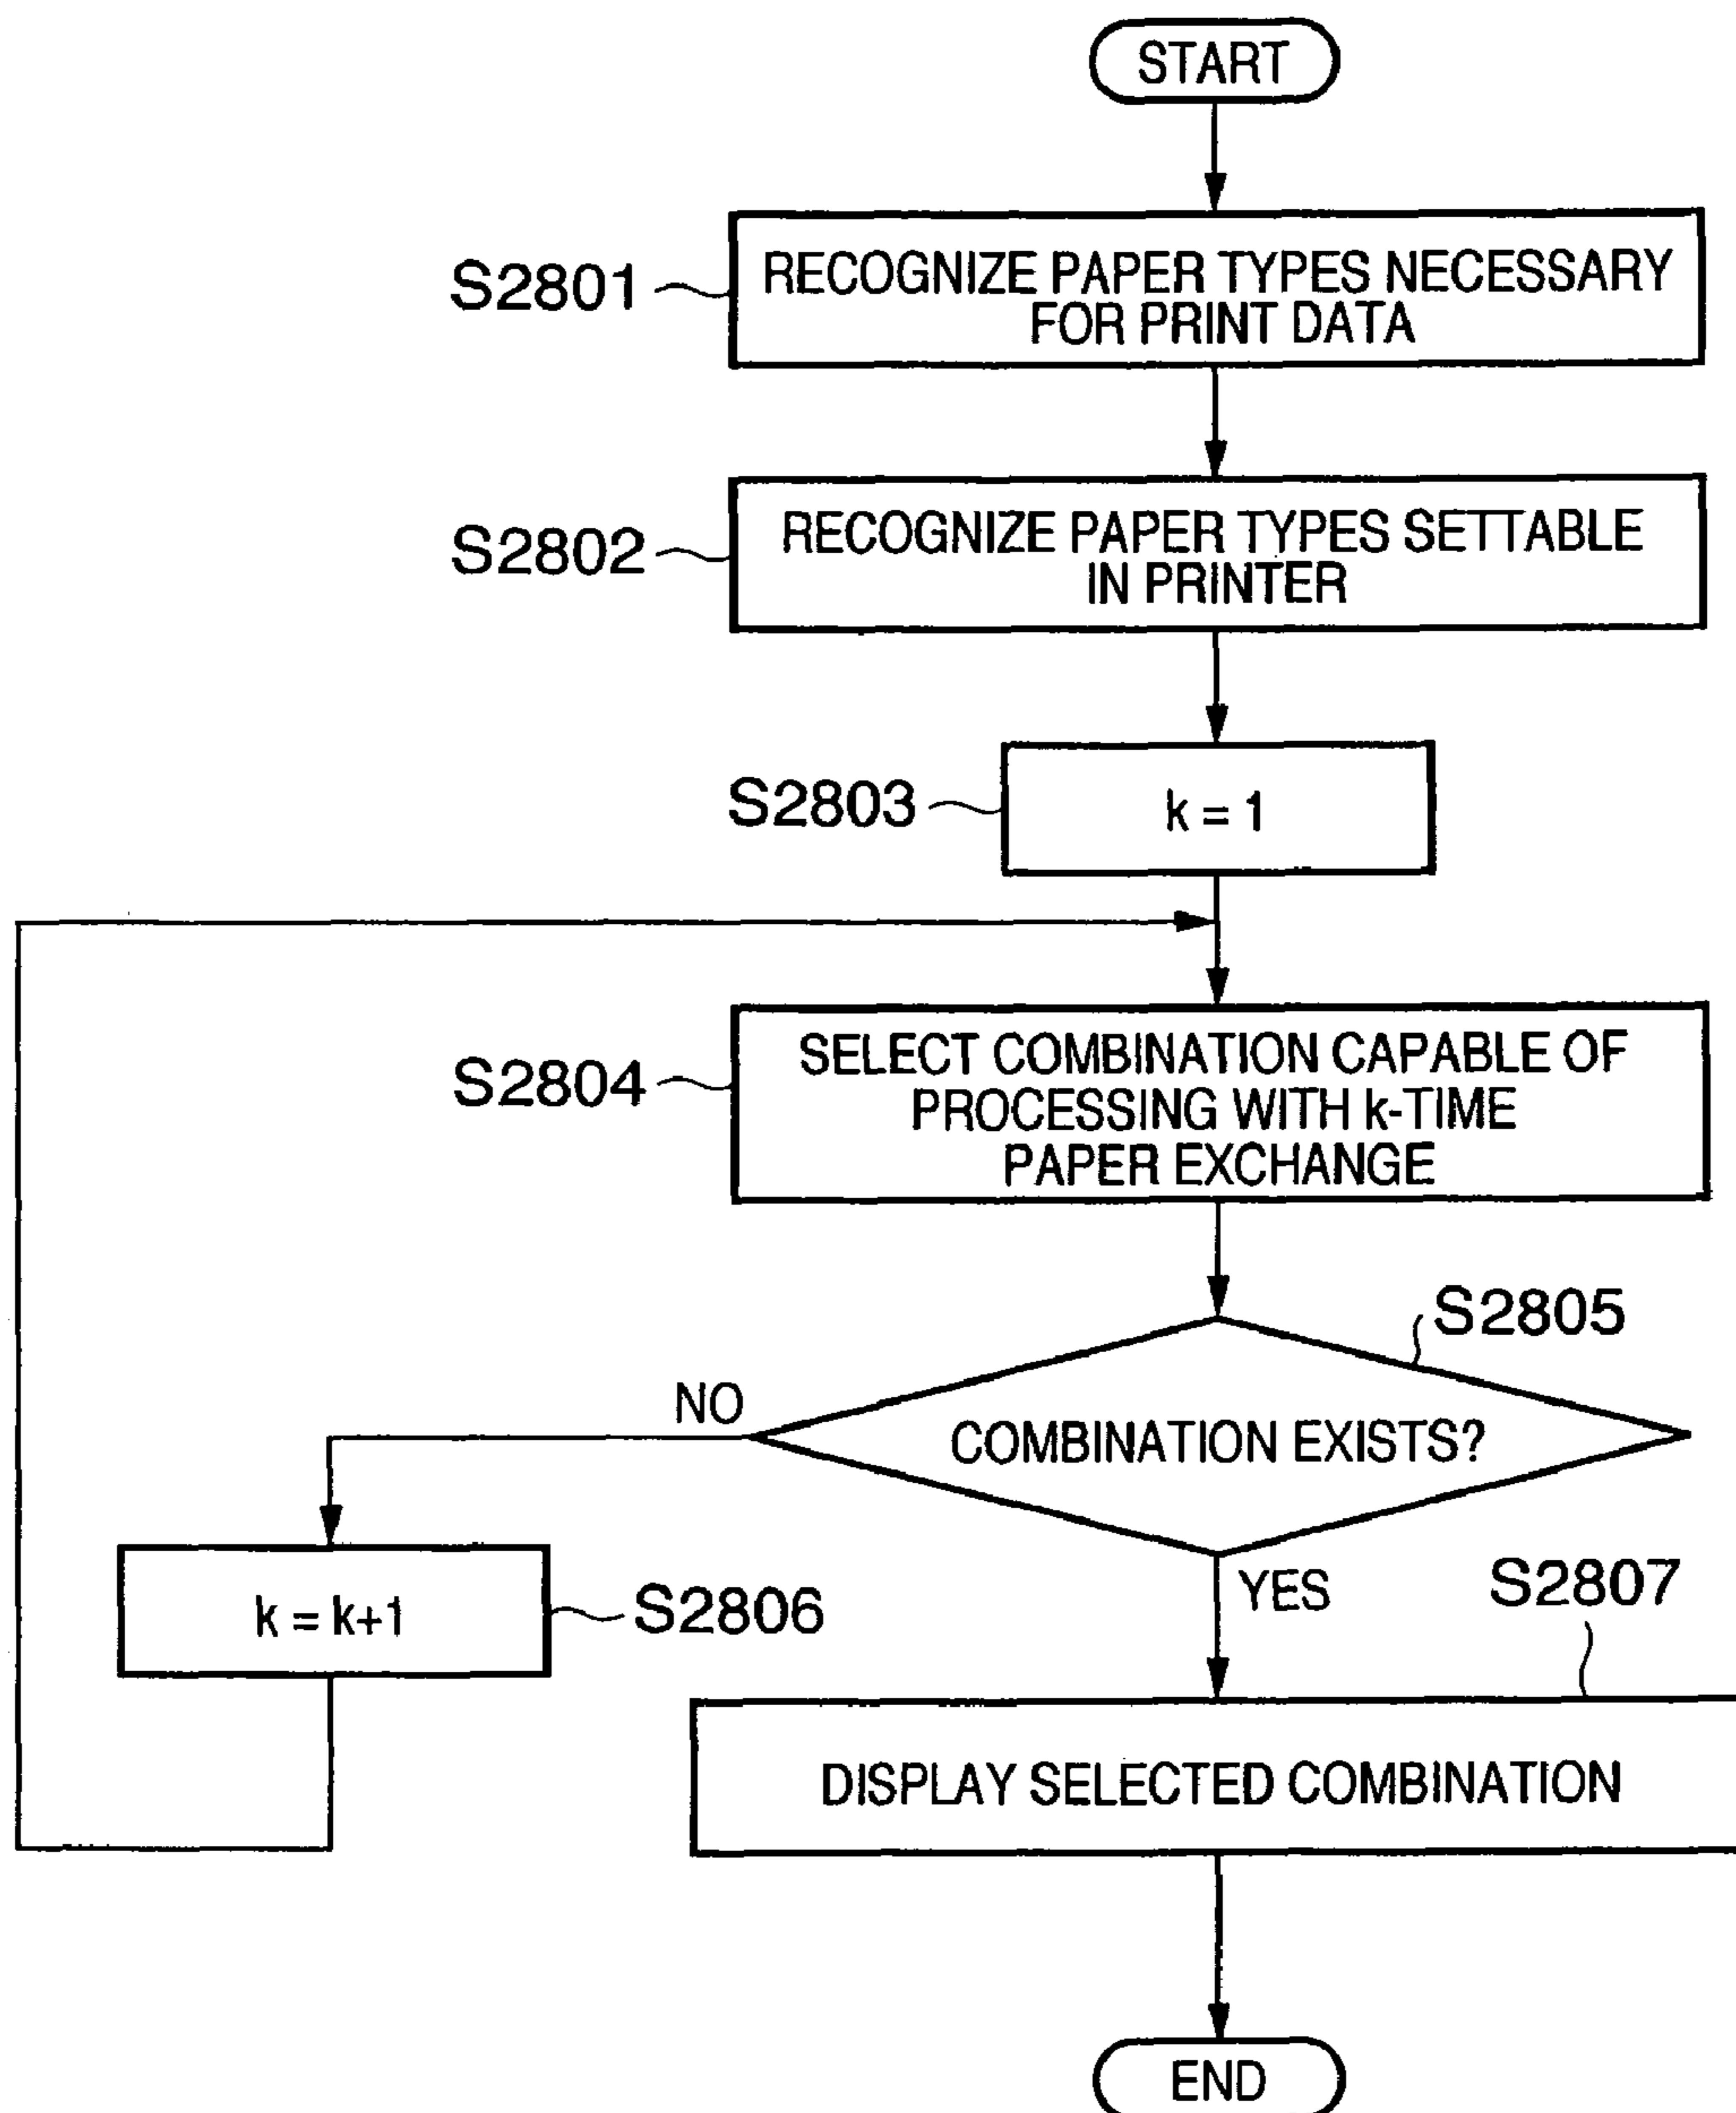 START
S2801
RECOGNIZE PAPER TYPES NECESSARY
FOR PRINT DATA
S2802
RECOGNIZE PAPER TYPES SETTABLE
IN PRINTER
S2803
k = 1
S2804
SELECT COMBINATION CAPABLE OF
PROCESSING WITH k-TIME
PAPER EXCHANGE
S2805
NO
COMBINATION EXISTS?
YES
S2806
k = k+1
S2807
DISPLAY SELECTED COMBINATION
END